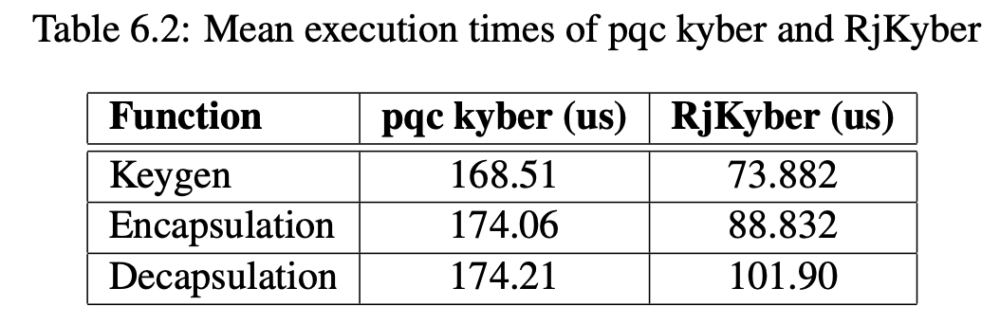 Table 6.2: Mean execution times of pqc kyber and RjKyber
Function pqc kyber (us) RjKyber (us)
Keygen 168.51 73.882
Encapsulation 174.06 88.832
Decapsulation 174.21 101.90